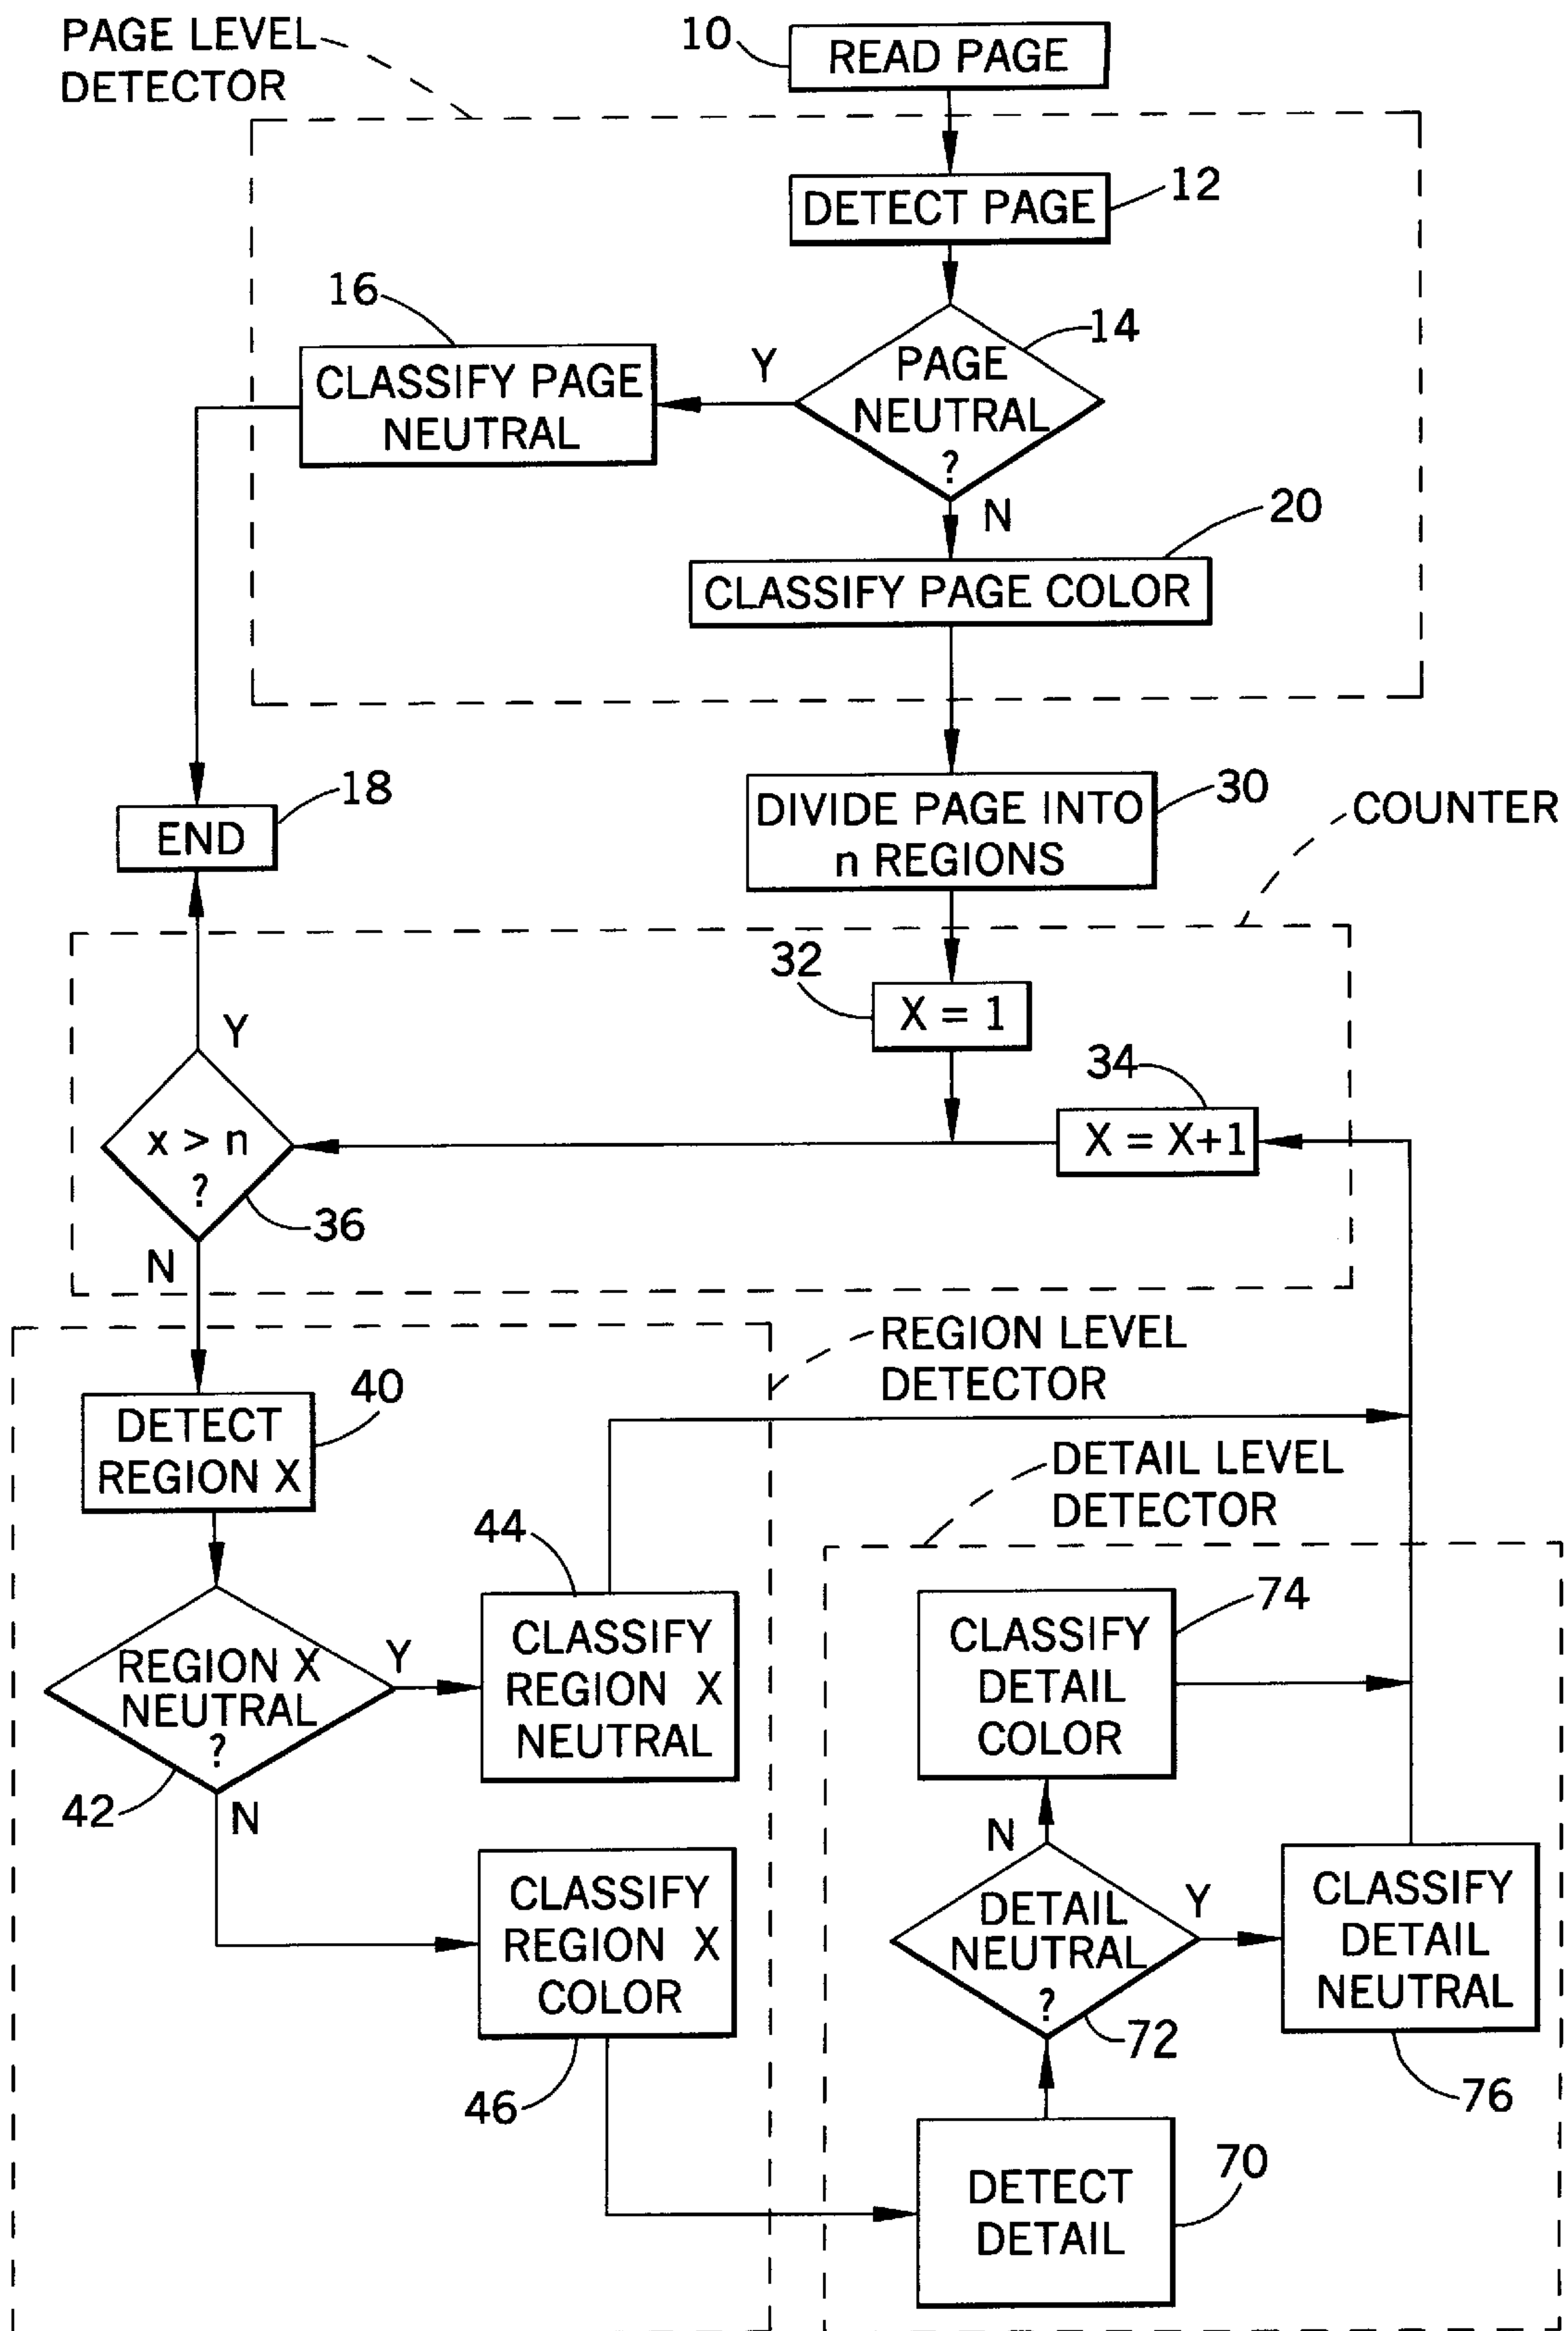 PAGE LEVEL
DETECTOR
10
READ PAGE
DETECT PAGE
12
16
14
CLASSIFY PAGE
NEUTRAL
Y
PAGE
NEUTRAL
?
N
20
CLASSIFY PAGE COLOR
18
END
DIVIDE PAGE INTO
n REGIONS
30
COUNTER
32
X = 1
Y
34
X = X+1
x > n
?
36
N
REGION LEVEL
DETECTOR
40
DETECT
REGION X
DETAIL LEVEL
DETECTOR
44
CLASSIFY
REGION X
NEUTRAL
REGION X
NEUTRAL
?
Y
42
N
74
CLASSIFY
DETAIL
COLOR
N
CLASSIFY
REGION X
COLOR
46
DETAIL
NEUTRAL
?
Y
72
CLASSIFY
DETAIL
NEUTRAL
76
DETECT
DETAIL
70